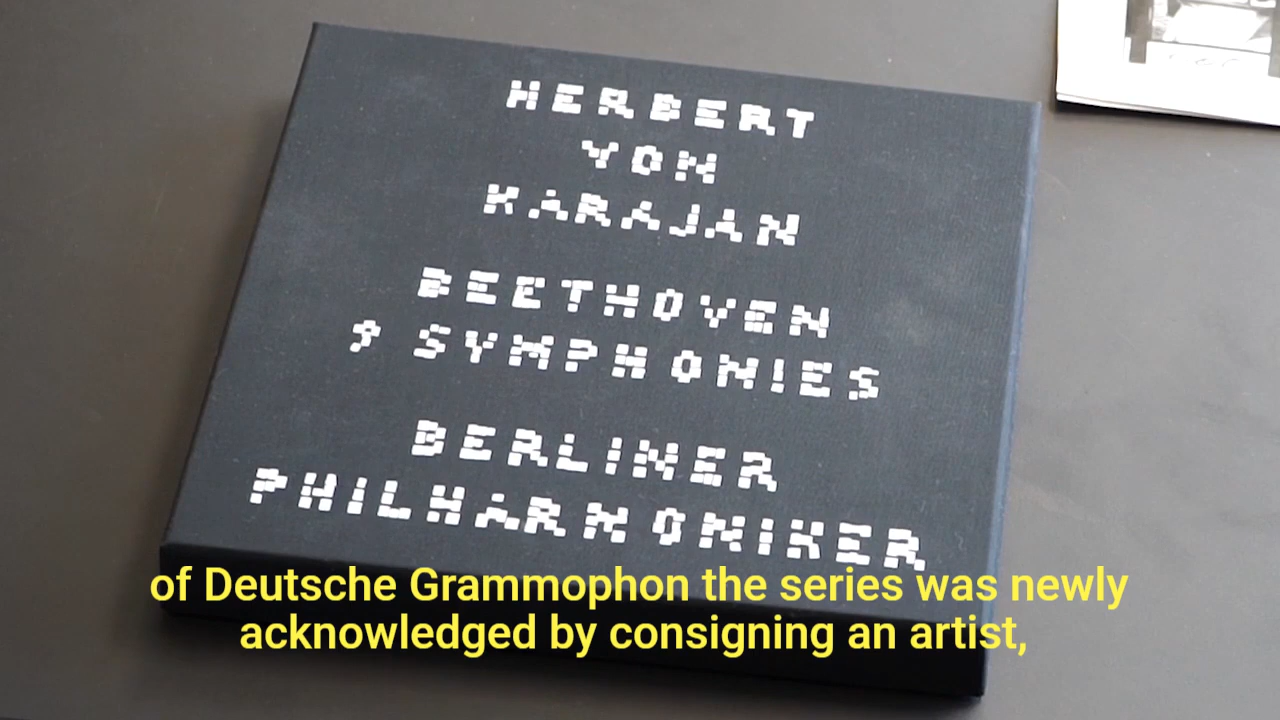 HERBERT
VON
KARAJAN
BEETHOVEN
9 SYMPHONIES
BERLINER
PHILHARMONIKER
of Deutsche Grammophon the series was newly
acknowledged by consigning an artist,